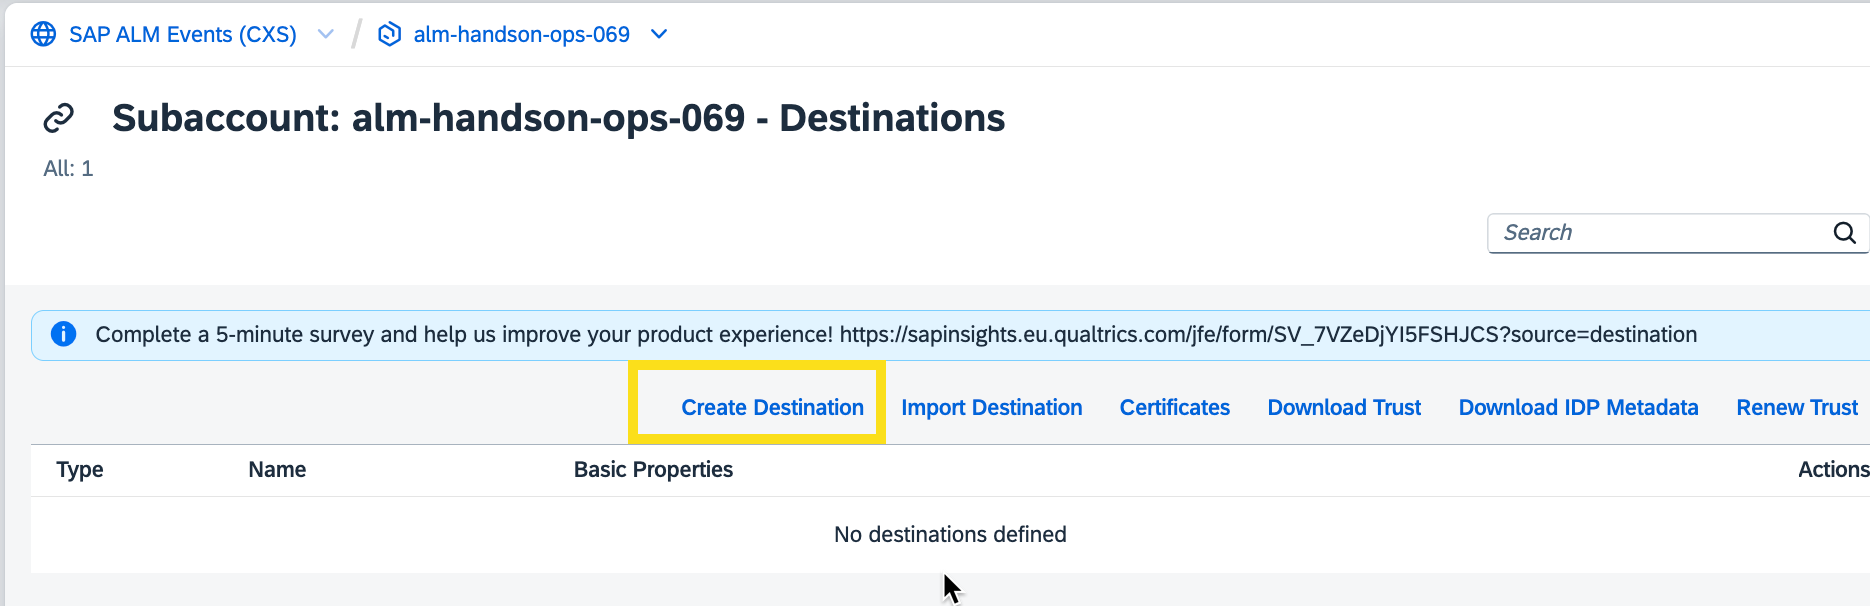 SAP ALM Events (CXS) / alm-handson-ops-069
Subaccount: alm-handson-ops-069 - Destinations
All: 1
Search
Complete a 5-minute survey and help us improve your product experience! https://sapinsights.eu.qualtrics.com/jfe/form/SV_7VZeDjYI5FSHJCS?source=destination
Create Destination Import Destination Certificates Download Trust Download IDP Metadata Renew Trust
Type Name Basic Properties Actions
No destinations defined